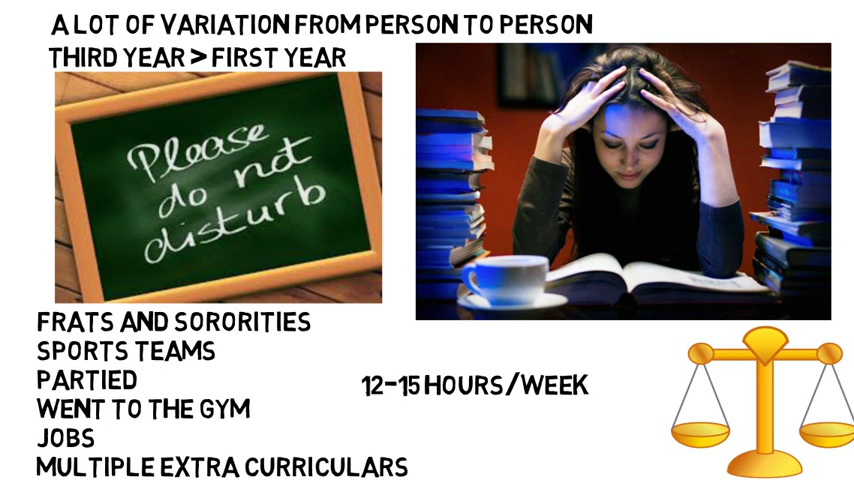 A LOT OF VARIATION FROM PERSON TO PERSON
THIRD YEAR > FIRST YEAR
Please
do not
disturb
FRATS AND SORORITIES
SPORTS TEAMS
PARTIED
WENT TO THE GYM
JOBS
MULTIPLE EXTRA CURRICULARS
12-15 HOURS/WEEK